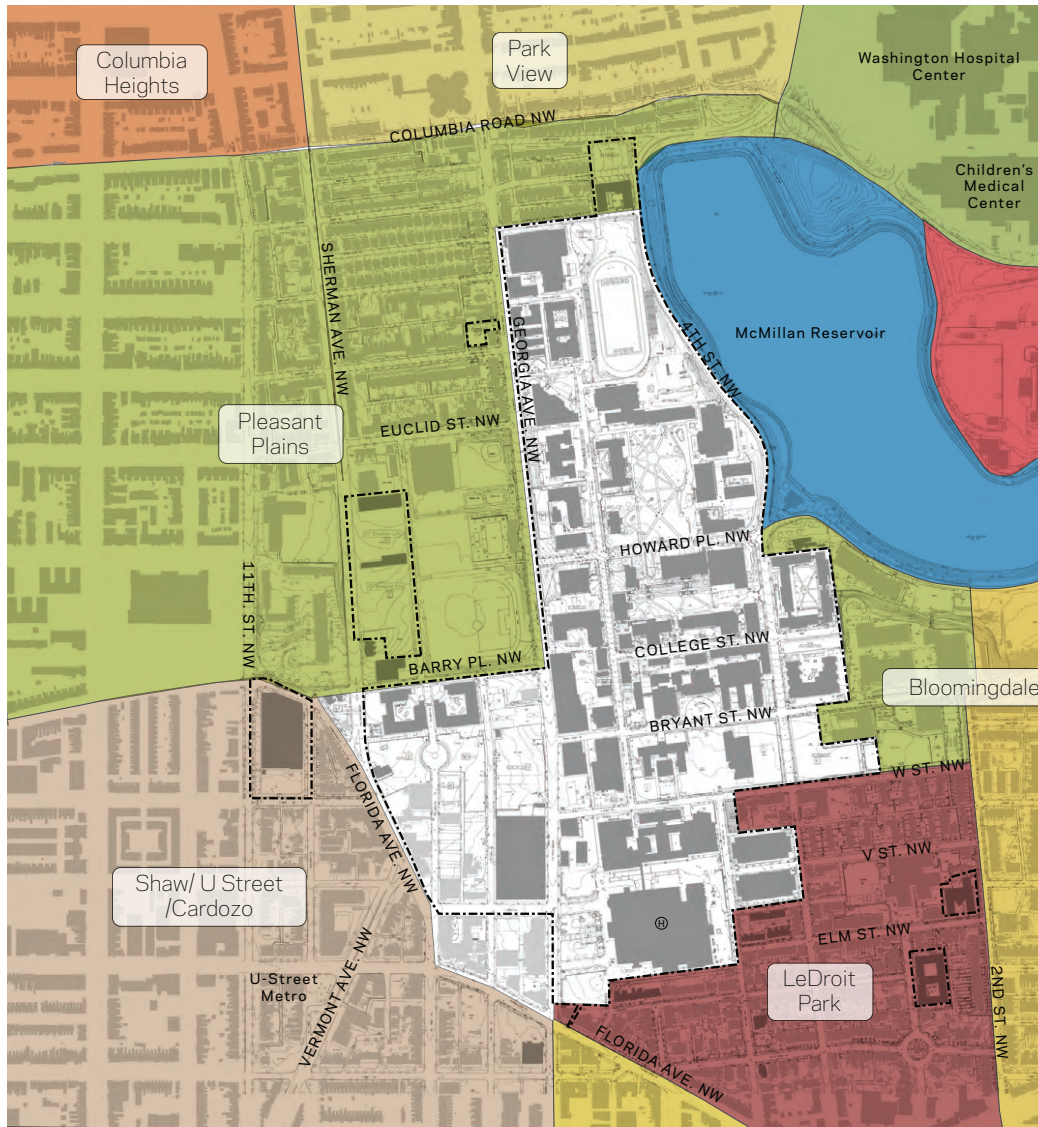 Columbia
Heights
Park
View
Washington Hospital
Center
COLUMBIA ROAD NW
Children's
Medical
Center
SHERMAN AVE. NW
HOWARD
BISON
GEORGIA AVE. NW
4TH ST. NW
McMillan Reservoir
Pleasant
Plains
EUCLID ST. NW
HOWARD PL. NW
11TH. ST. NW
COLLEGE ST. NW
BARRY PL. NW
Bloomingdale
BRYANT ST. NW
W ST. NW
FLORIDA AVE. NW
V ST. NW
Shaw/ U Street
/Cardozo
H
ELM ST. NW
U-Street
Metro
VERMONT AVE. NW
LeDroit
Park
2ND ST. NW
FLORIDA AVE. NW